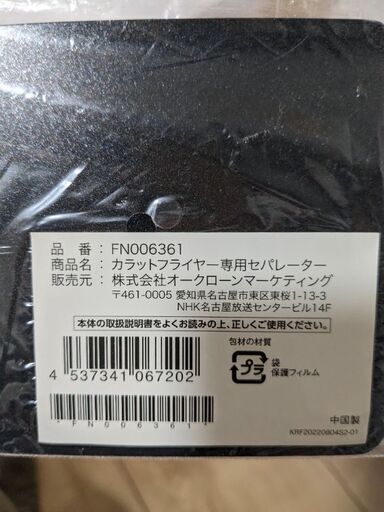 品　番： FN006361
商品名： カラットフライヤー専用セパレーター
販売元： 株式会社オークローンマーケティング
〒461-0005 愛知県名古屋市東区東桜1-13-3
NHK名古屋放送センタービル14F
本体の取扱説明書をよくお読みの上、正しくご使用ください。
包材の材質
プラ
袋
保護フィルム
4 537341 067202
*FN006361*
中国製
KRF20220804S2-01